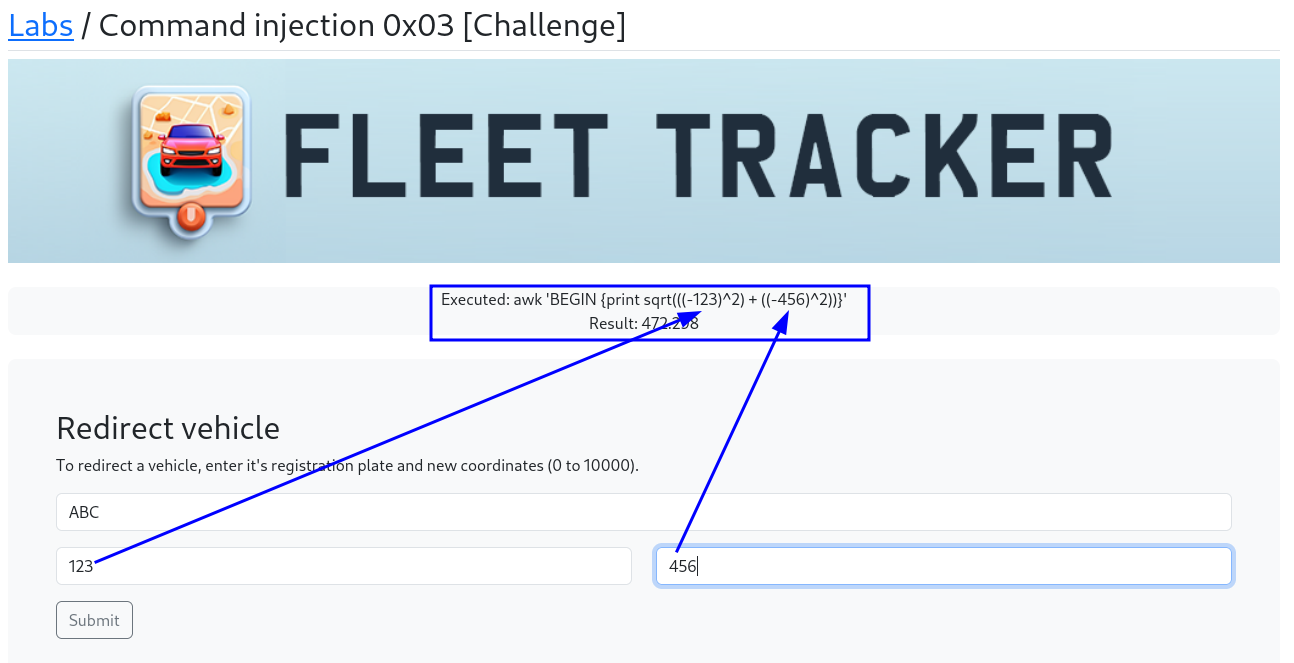 Labs / Command injection 0x03 [Challenge]
FLEET TRACKER
Executed: awk 'BEGIN {print sqrt(((-123)^2) + ((-456)^2))}'
Result: 472.298
Redirect vehicle
To redirect a vehicle, enter it's registration plate and new coordinates (0 to 10000).
ABC
123 456
Submit